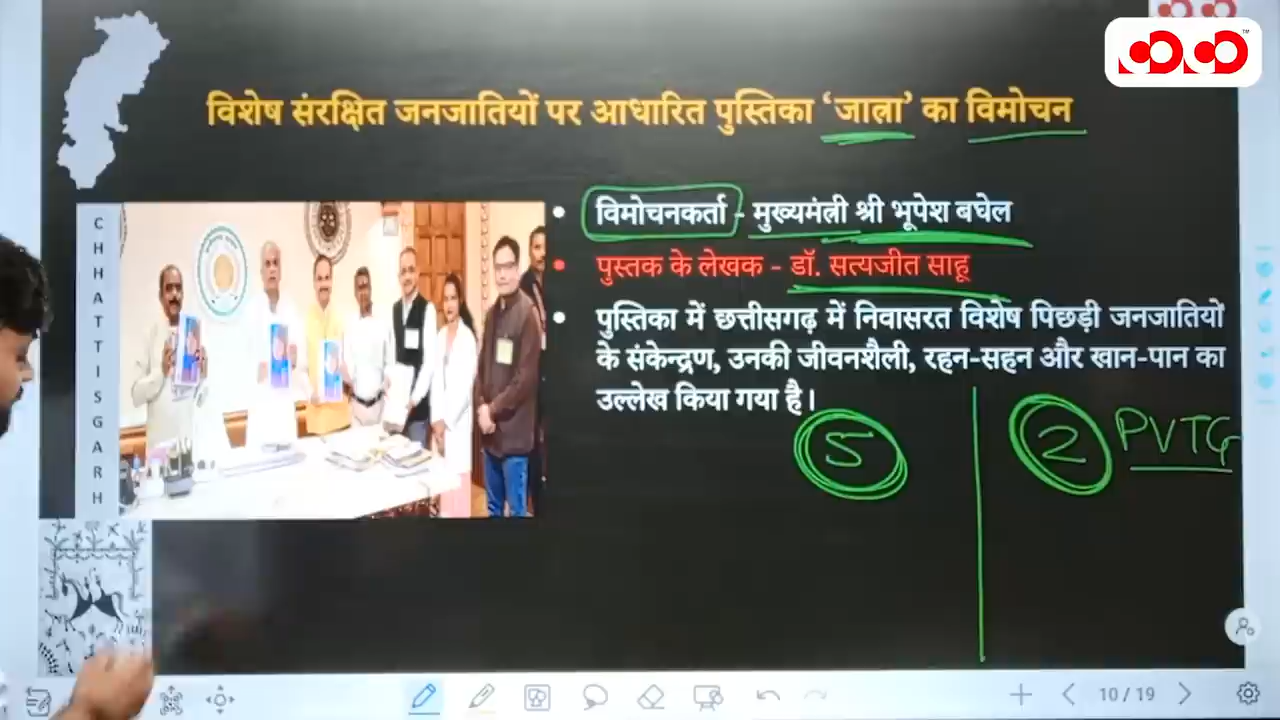 विशेष संरक्षित जनजातियों पर आधारित पुस्तिका ‘जात्रा’ का विमोचन
CHHATTISGARH
• विमोचनकर्ता - मुख्यमंत्री श्री भूपेश बघेल
• पुस्तक के लेखक - डॉ. सत्यजीत साहू
• पुस्तिका में छत्तीसगढ़ में निवासरत विशेष पिछड़ी जनजातियों
के संकेन्द्रण, उनकी जीवनशैली, रहन-सहन और खान-पान का
उल्लेख किया गया है।
5
2 PVTG
10 / 19